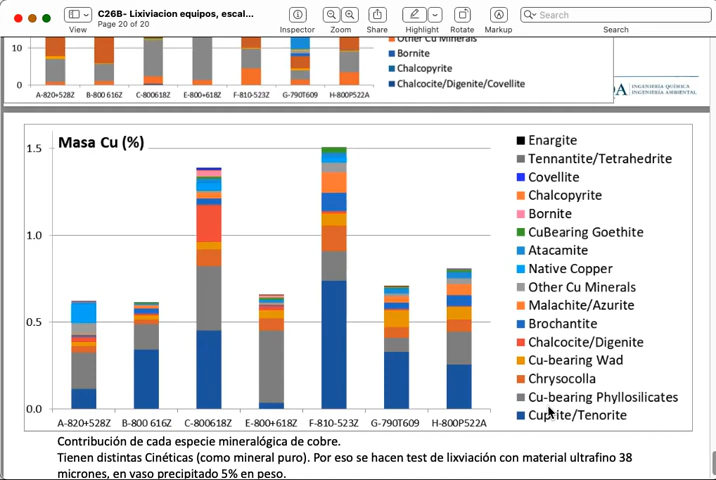 C26B- Lixiviacion equipos, escal...
Page 20 of 20
View
Inspector
Zoom
Share
Highlight
Rotate
Markup
Search
Search
10
0
A-820+528Z
B-800 616Z
C-800618Z
E-800+618Z
F-810-523Z
G-790T609
H-800P522A
Other Cu Minerals
Bornite
Chalcopyrite
Chalcocite/Digenite/Covellite
INGENIERÍA QUÍMICA
INGENIERÍA AMBIENTAL
Masa Cu (%)
1.5
1.0
0.5
0.0
A-820+528Z
B-800 616Z
C-800618Z
E-800+618Z
F-810-523Z
G-790T609
H-800P522A
Enargite
Tennantite/Tetrahedrite
Covellite
Chalcopyrite
Bornite
CuBearing Goethite
Atacamite
Native Copper
Other Cu Minerals
Malachite/Azurite
Brochantite
Chalcocite/Digenite
Cu-bearing Wad
Chrysocolla
Cu-bearing Phyllosilicates
Cuprite/Tenorite
Contribución de cada especie mineralógica de cobre.
Tienen distintas Cinéticas (como mineral puro). Por eso se hacen test de lixiviación con material ultrafino 38
micrones, en vaso precipitado 5% en peso.